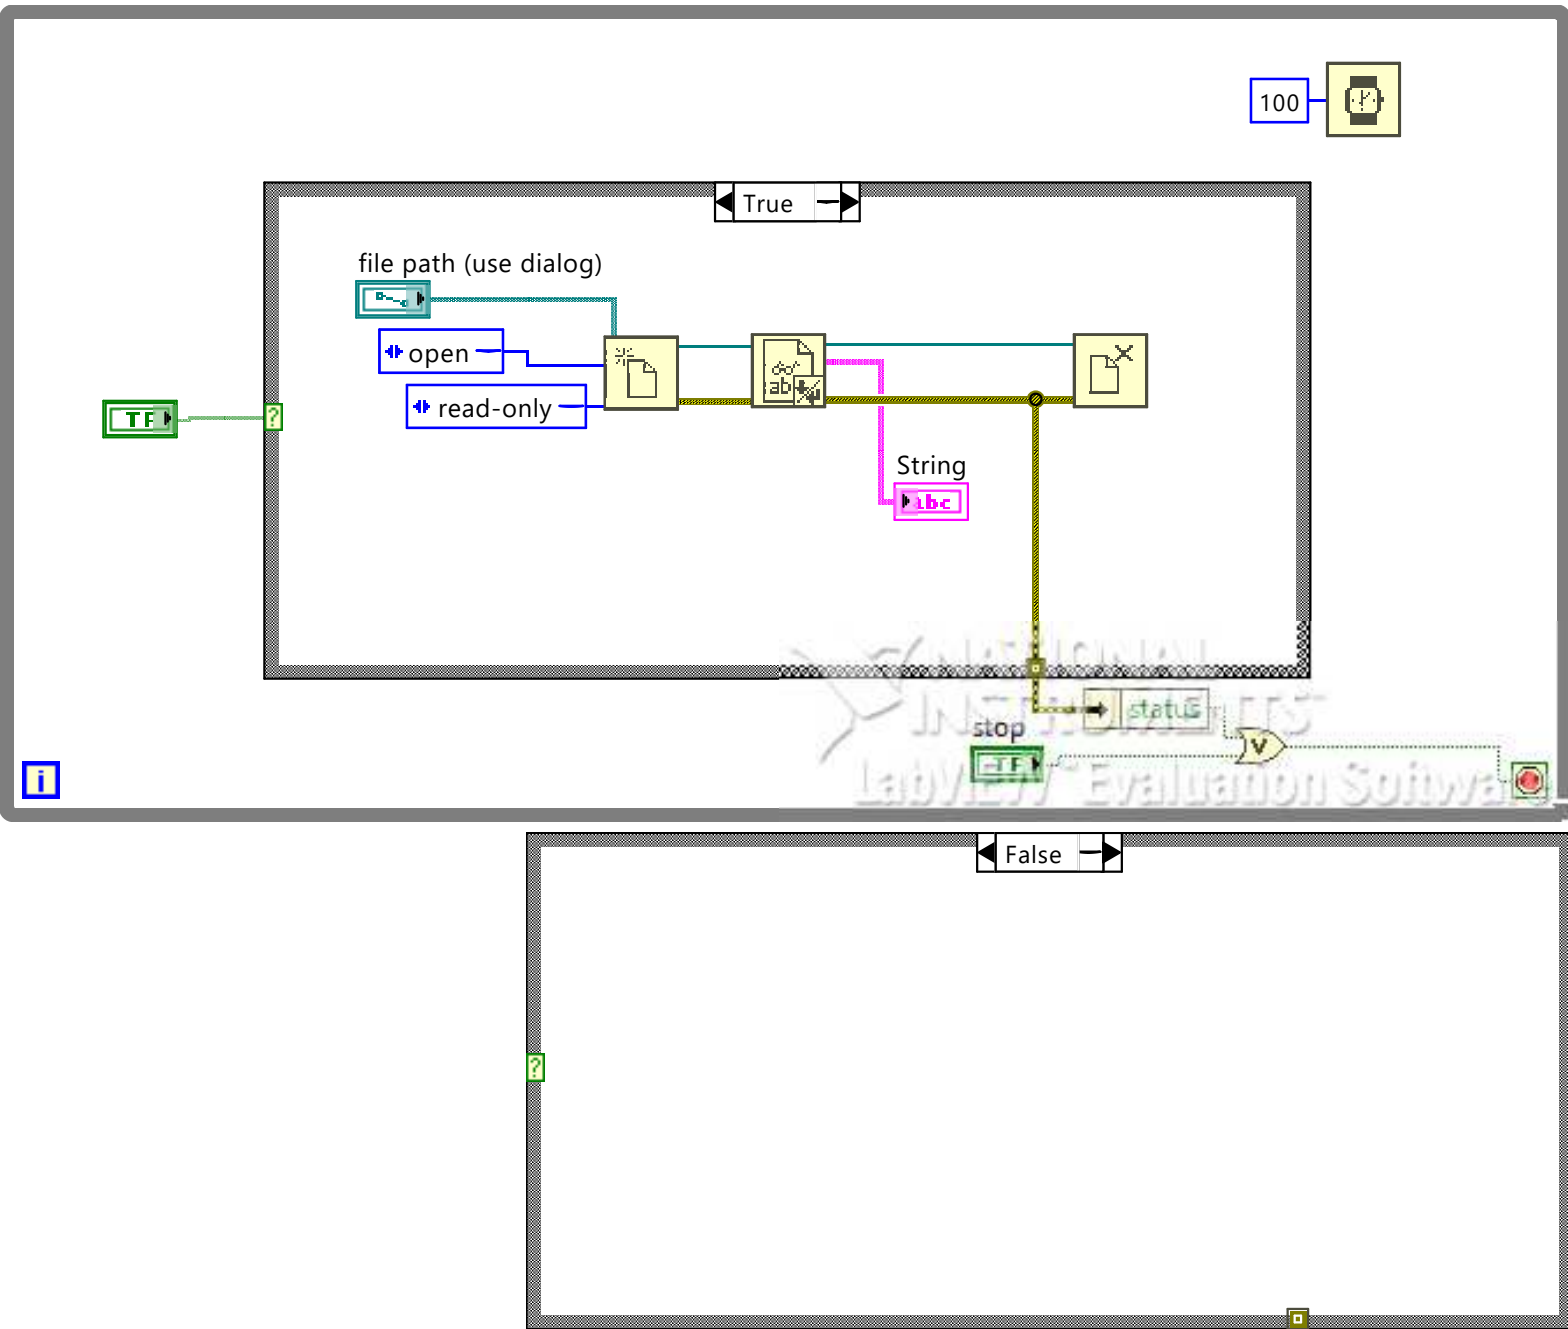 100
True
file path (use dialog)
open
read-only
TF
?
String
abc
NATIONAL
INSTRUMENTS
status
stop
TF
V
i
LabVIEW™ Evaluation Software
False
?